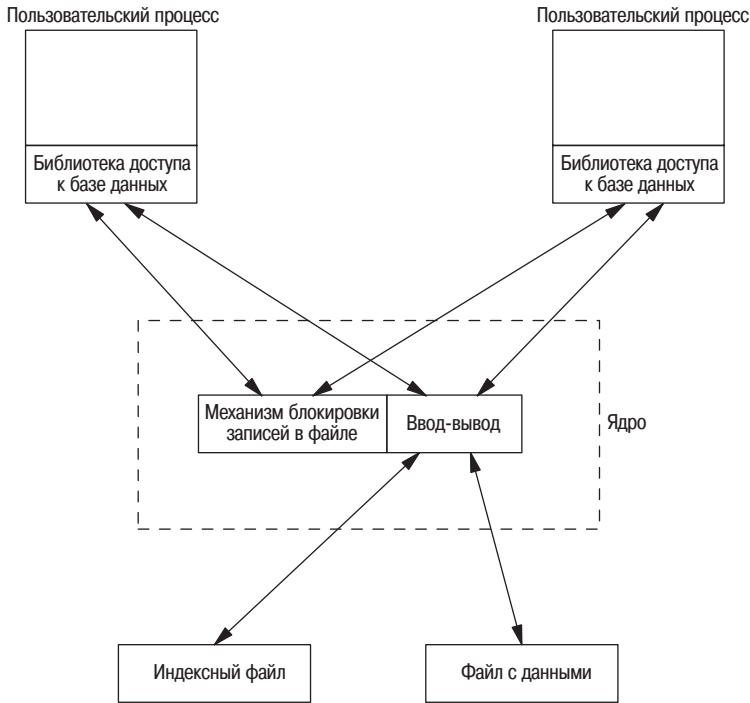 Пользовательский процесс
Пользовательский процесс
Библиотека доступа
к базе данных
Библиотека доступа
к базе данных
Механизм блокировки
записей в файле
Ввод-вывод
Ядро
Индексный файл
Файл с данными